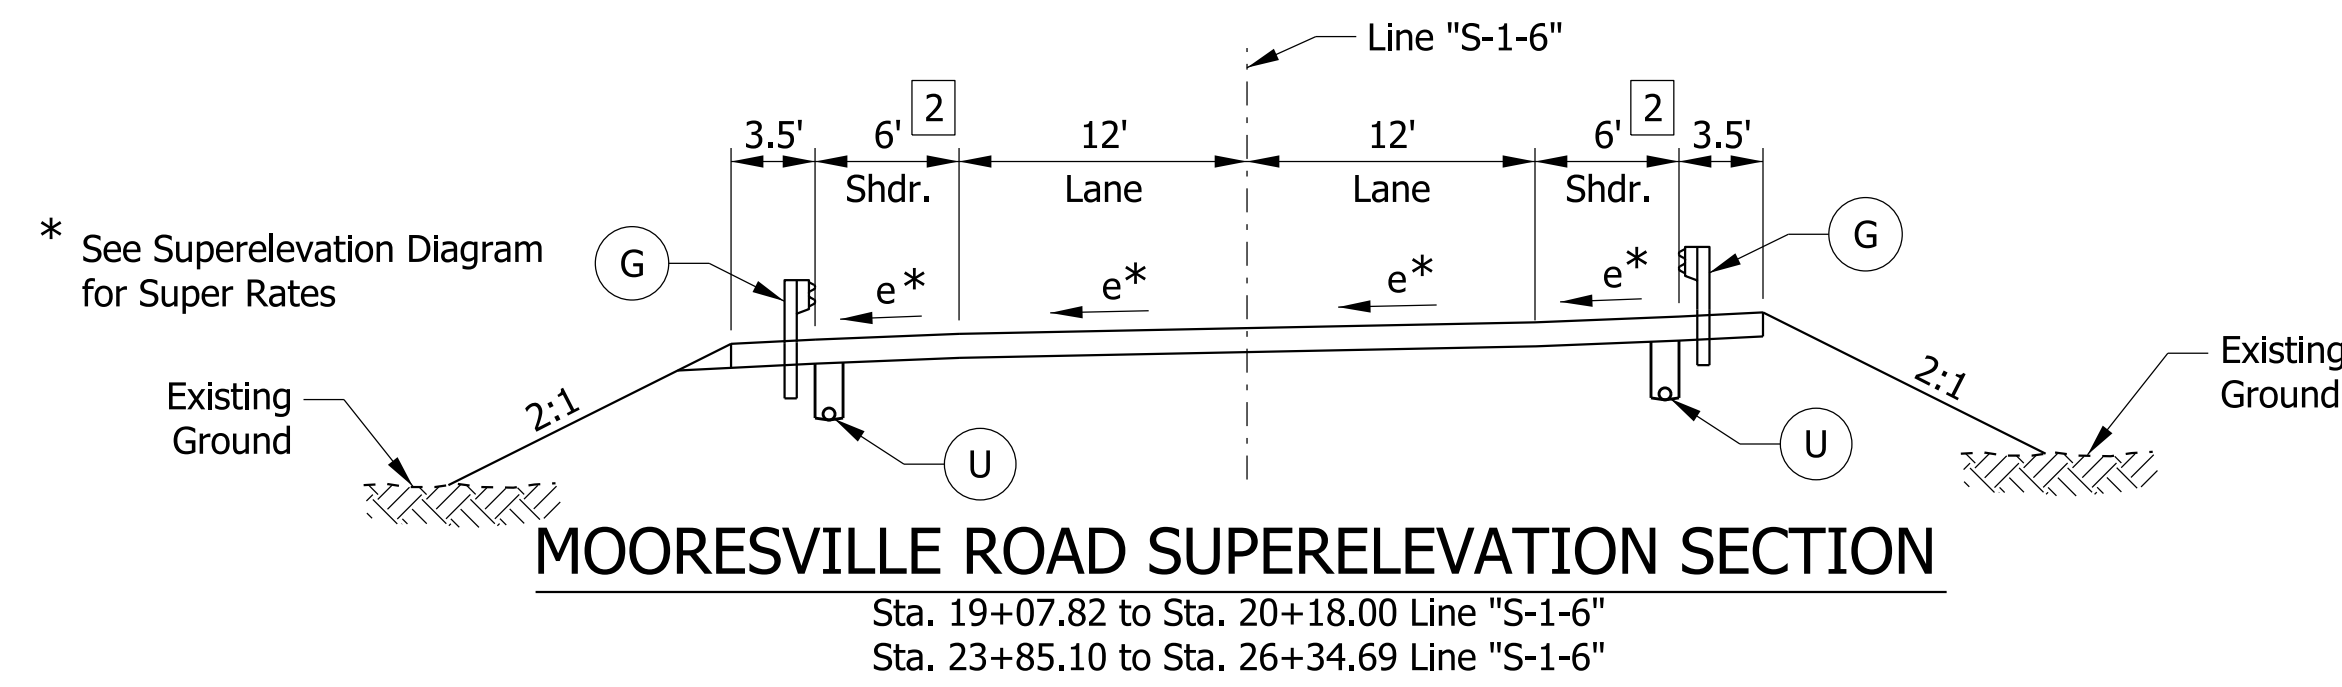 Line "S-1-6"
2
2
3.5'
6'
12'
12'
6'
3.5'
Shdr.
Lane
Lane
Shdr.
* See Superelevation Diagram
for Super Rates
G
G
e*
e*
e*
e*
Existing
Ground
2:1
2:1
Existing
Ground
U
U
MOORESVILLE ROAD SUPERELEVATION SECTION
Sta. 19+07.82 to Sta. 20+18.00 Line "S-1-6"
Sta. 23+85.10 to Sta. 26+34.69 Line "S-1-6"